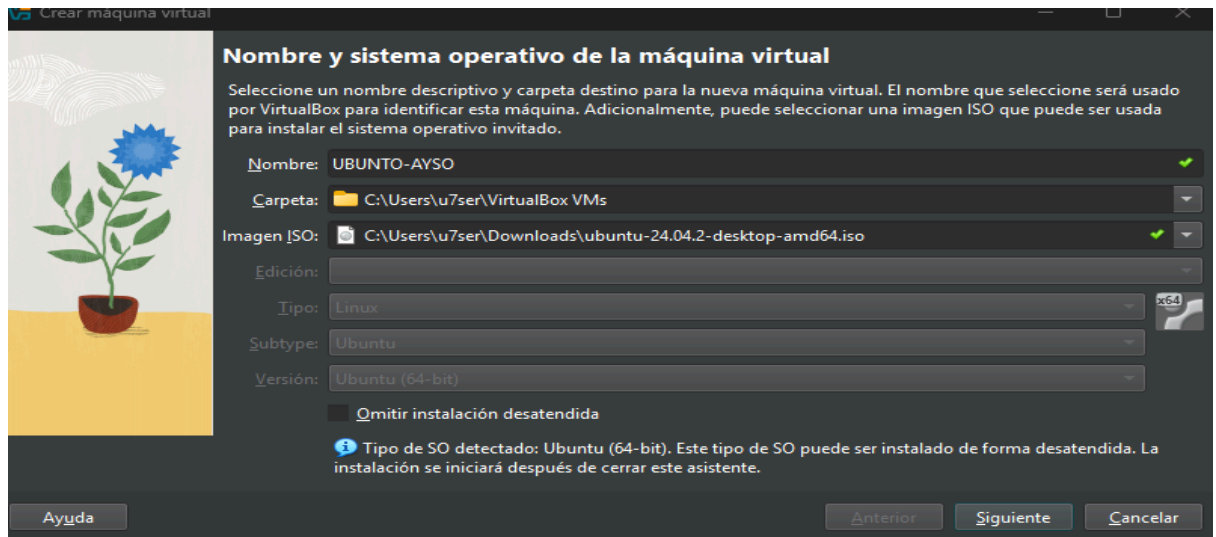 Crear máquina virtual
Nombre y sistema operativo de la máquina virtual
Seleccione un nombre descriptivo y carpeta destino para la nueva máquina virtual. El nombre que seleccione será usado
por VirtualBox para identificar esta máquina. Adicionalmente, puede seleccionar una imagen ISO que puede ser usada
para instalar el sistema operativo invitado.
Nombre: UBUNTO-AYSO
Carpeta: C:\Users\u7ser\VirtualBox VMs
Imagen ISO: C:\Users\u7ser\Downloads\ubuntu-24.04.2-desktop-amd64.iso
Edición:
Tipo: Linux x64
Subtype: Ubuntu
Versión: Ubuntu (64-bit)
Omitir instalación desatendida
Tipo de SO detectado: Ubuntu (64-bit). Este tipo de SO puede ser instalado de forma desatendida. La
instalación se iniciará después de cerrar este asistente.
Ayuda Anterior Siguiente Cancelar